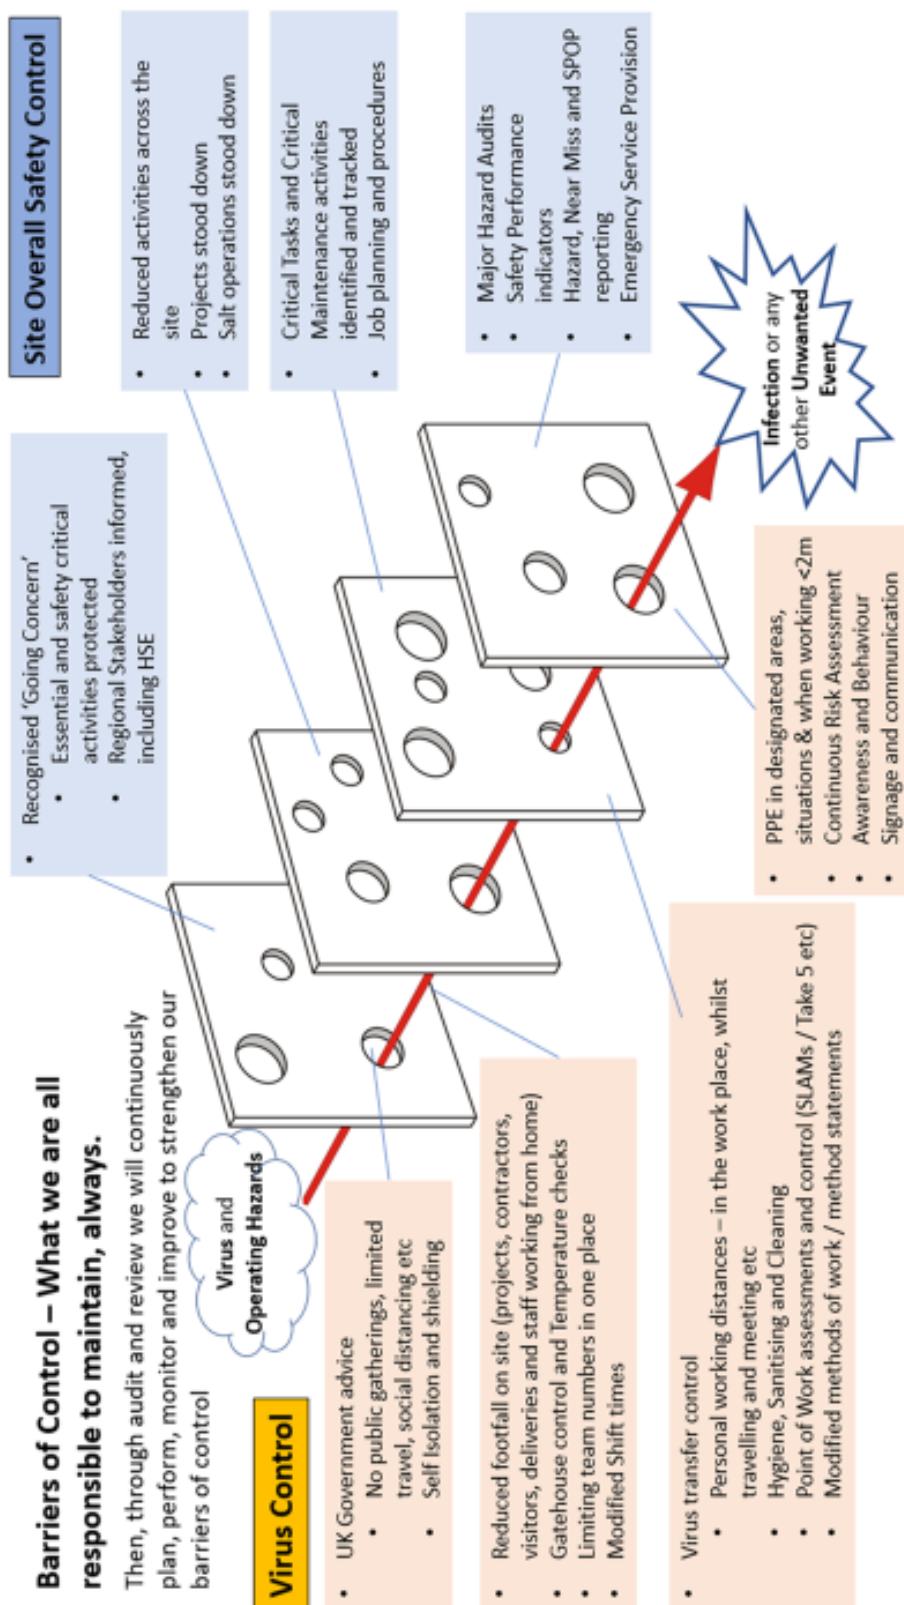 Barriers of Control – What we are all
responsible to maintain, always.
Then, through audit and review we will continuously
plan, perform, monitor and improve to strengthen our
barriers of control
Site Overall Safety Control
• Recognised ‘Going Concern’
• Essential and safety critical
activities protected
• Regional Stakeholders informed,
including HSE
• Reduced activities across the
site
• Projects stood down
• Salt operations stood down
• Critical Tasks and Critical
Maintenance activities
identified and tracked
• Job planning and procedures
• Major Hazard Audits
• Safety Performance
indicators
• Hazard, Near Miss and SPOP
reporting
• Emergency Service Provision
Virus and
Operating Hazards
Infection or any
other Unwanted
Event
Virus Control
• UK Government advice
• No public gatherings, limited
travel, social distancing etc
• Self Isolation and shielding
• Reduced footfall on site (projects, contractors,
visitors, deliveries and staff working from home)
• Gatehouse control and Temperature checks
• Limiting team numbers in one place
• Modified Shift times
• Virus transfer control
• Personal working distances – in the work place, whilst
travelling and meeting etc
• Hygiene, Sanitising and Cleaning
• Point of Work assessments and control (SLAMs / Take 5 etc)
• Modified methods of work / method statements
• PPE in designated areas,
situations & when working <2m
• Continuous Risk Assessment
• Awareness and Behaviour
• Signage and communication